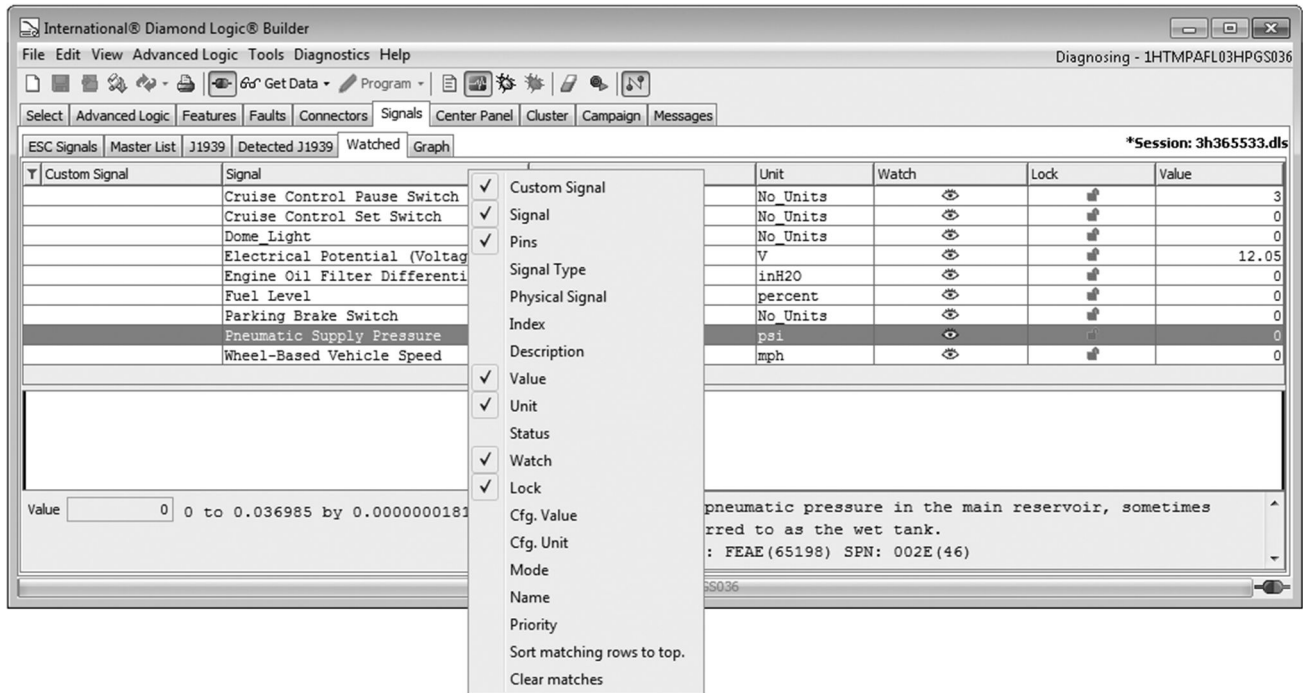 International® Diamond Logic® Builder
File Edit View Advanced Logic Tools Diagnostics Help
Diagnosing - 1HTMPAFL03HPGS036
Get Data Program
Select Advanced Logic Features Faults Connectors Signals Center Panel Cluster Campaign Messages
ESC Signals Master List J1939 Detected J1939 Watched Graph
*Session: 3h365533.dls
Custom Signal Signal Unit Watch Lock Value
Cruise Control Pause Switch No_Units 3
Cruise Control Set Switch No_Units 0
Dome_Light No_Units 0
Electrical Potential (Voltag V 12.05
Engine Oil Filter Differenti inH2O 0
Fuel Level percent 0
Parking Brake Switch No_Units 0
Pneumatic Supply Pressure psi 0
Wheel-Based Vehicle Speed mph 0
Custom Signal
Signal
Pins
Signal Type
Physical Signal
Index
Description
Value
Unit
Status
Watch
Lock
Cfg. Value
Cfg. Unit
Mode
Name
Priority
Sort matching rows to top.
Clear matches
Value 0 0 to 0.036985 by 0.0000000181
pneumatic pressure in the main reservoir, sometimes
rred to as the wet tank.
: FEAE(65198) SPN: 002E(46)
GS036